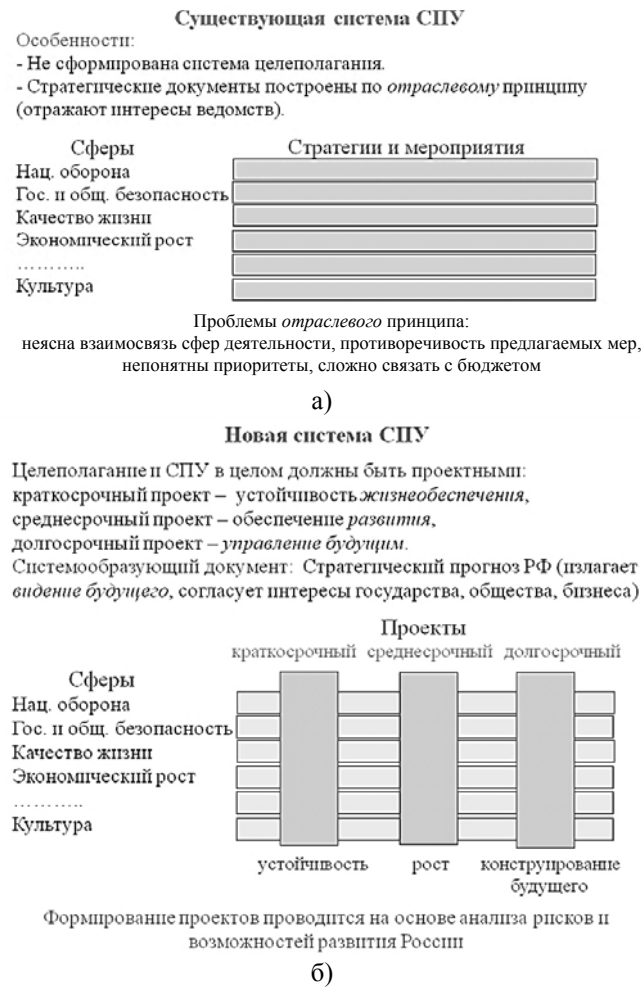 Существующая система СПУ
Особенности:
- Не сформирована система целеполагания.
- Стратегические документы построены по отраслевому принципу
(отражают интересы ведомств).
Сферы
Стратегии и мероприятия
Нац. оборона
Гос. и общ. безопасность
Качество жизни
Экономический рост
………..
Культура
Проблемы отраслевого принципа:
неясна взаимосвязь сфер деятельности, противоречивость предлагаемых мер,
непонятны приоритеты, сложно связать с бюджетом
а)
Новая система СПУ
Целеполагание и СПУ в целом должны быть проектными:
краткосрочный проект – устойчивость жизнеобеспечения,
среднесрочный проект – обеспечение развития,
долгосрочный проект – управление будущим.
Системообразующий документ: Стратегический прогноз РФ (излагает
видение будущего, согласует интересы государства, общества, бизнеса)
Проекты
краткосрочный среднесрочный долгосрочный
Сферы
Нац. оборона
Гос. и общ. безопасность
Качество жизни
Экономический рост
………..
Культура
устойчивость рост конструирование
будущего
Формирование проектов проводится на основе анализа рисков и
возможностей развития России
б)